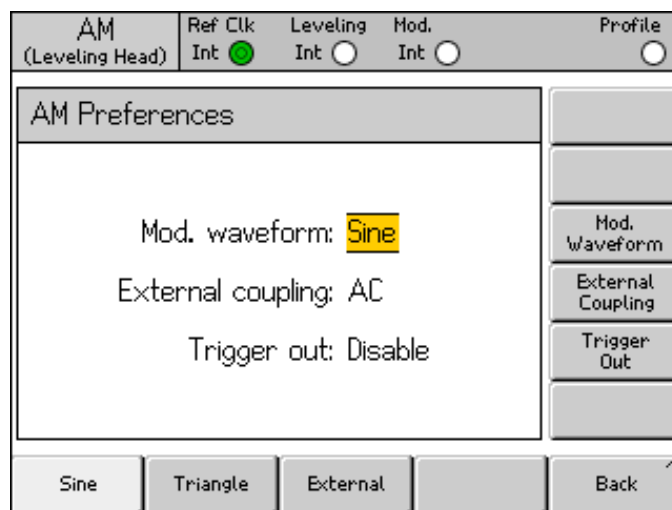 AM
(Leveling Head)
Ref Clk
Int
Leveling
Int
Mod.
Int
Profile
AM Preferences
Mod. waveform: Sine
External coupling: AC
Trigger out: Disable
Mod.
Waveform
External
Coupling
Trigger
Out
Sine
Triangle
External
Back